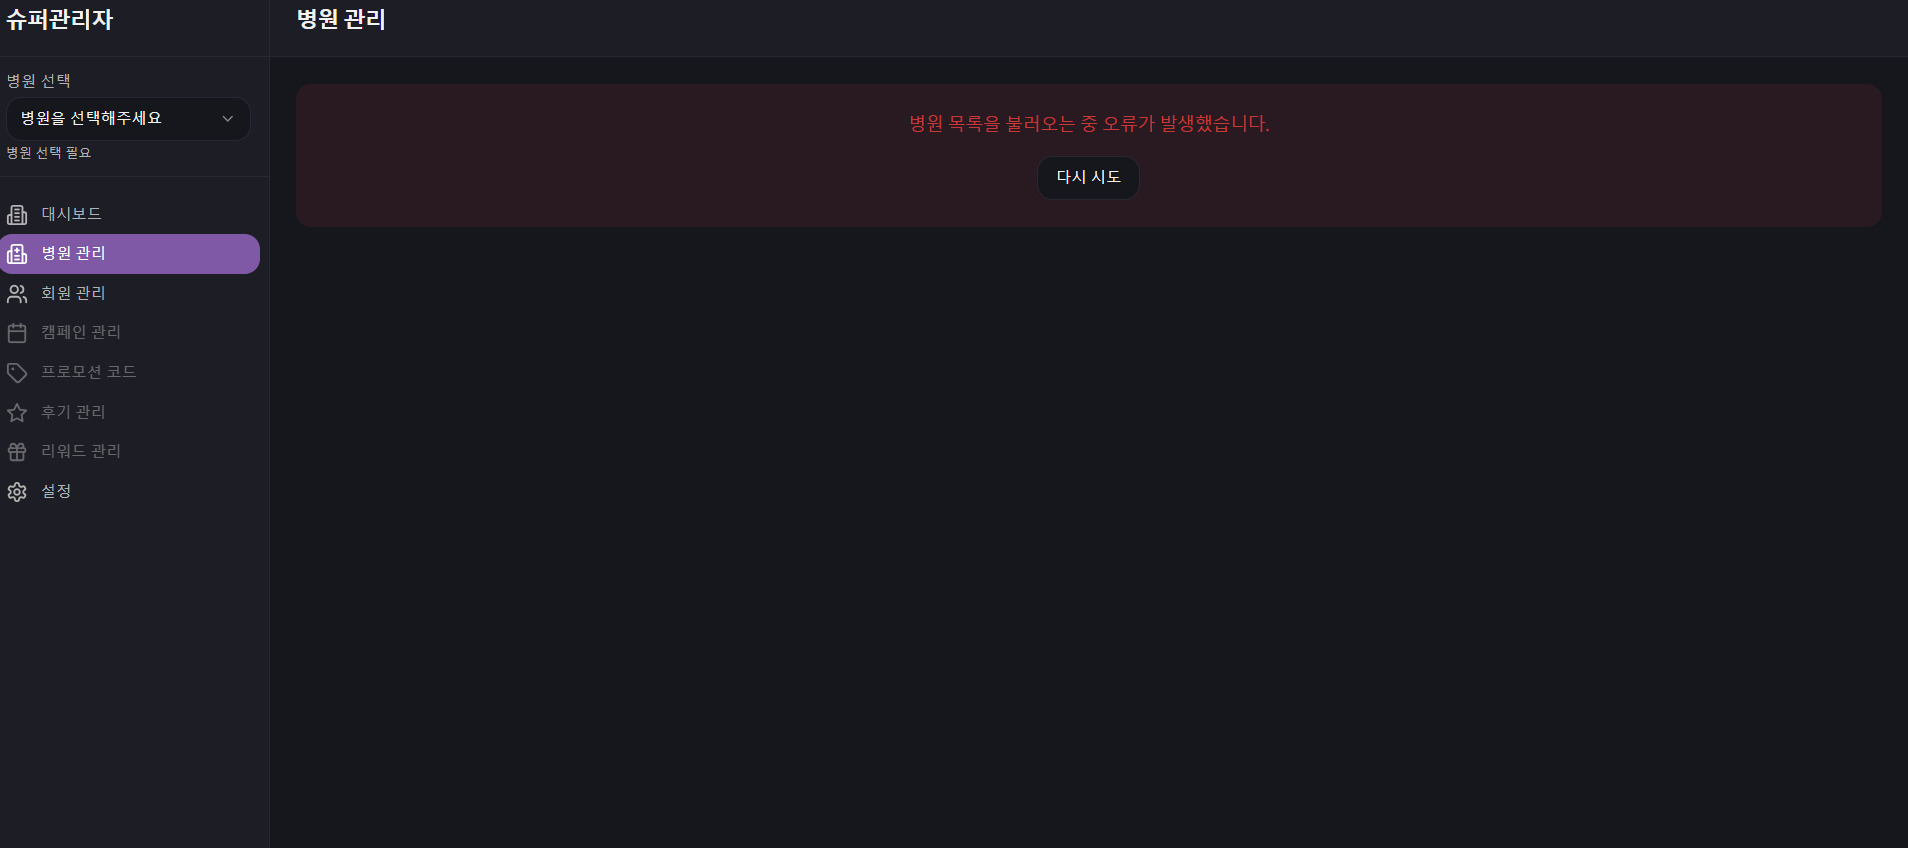 슈퍼관리자
병원 선택
병원을 선택해주세요
병원 선택 필요
대시보드
병원 관리
회원 관리
캠페인 관리
프로모션 코드
후기 관리
리워드 관리
설정
병원 관리
병원 목록을 불러오는 중 오류가 발생했습니다.
다시 시도